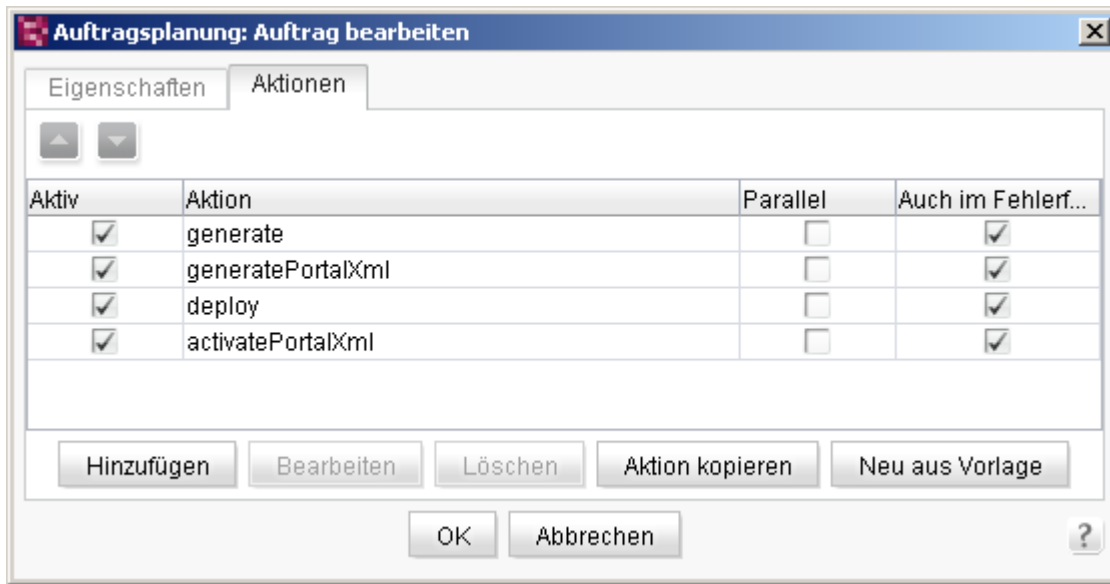 Auftragsplanung: Auftrag bearbeiten
Eigenschaften Aktionen
Aktiv Aktion Parallel Auch im Fehlerf...
generate
generatePortalXml
deploy
activatePortalXml
Hinzufügen Bearbeiten Löschen Aktion kopieren Neu aus Vorlage
OK Abbrechen ?